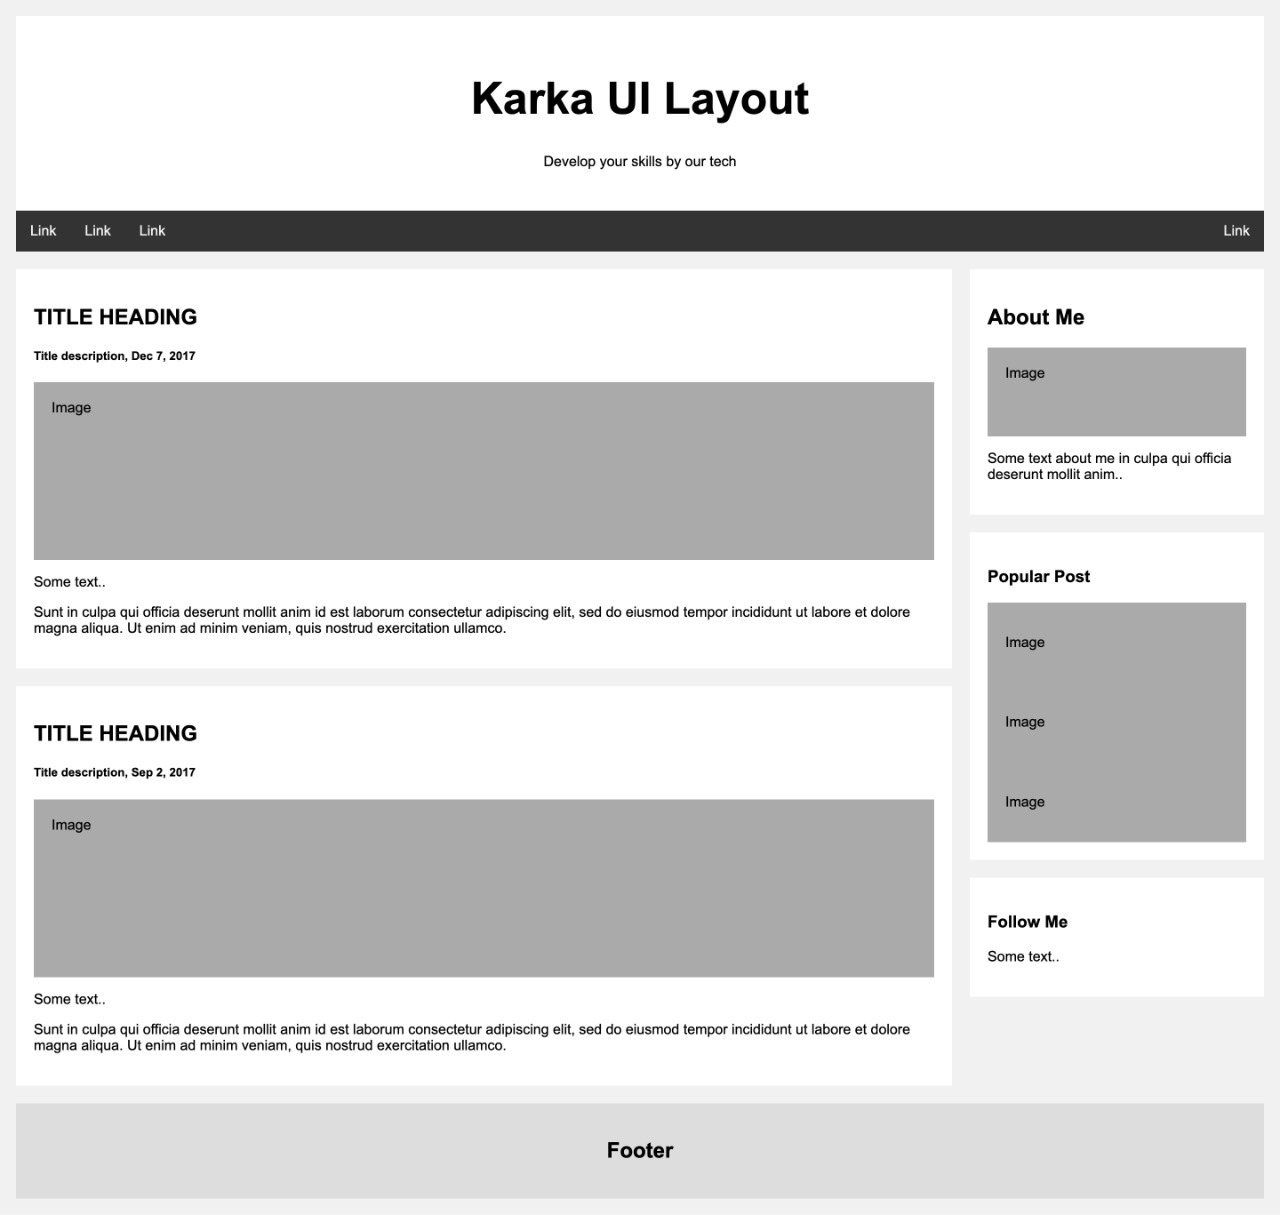 Karka UI Layout
Develop your skills by our tech
Link Link Link Link
TITLE HEADING
Title description, Dec 7, 2017
Image
Some text..
Sunt in culpa qui officia deserunt mollit anim id est laborum consectetur adipiscing elit, sed do eiusmod tempor incididunt ut labore et dolore
magna aliqua. Ut enim ad minim veniam, quis nostrud exercitation ullamco.
TITLE HEADING
Title description, Sep 2, 2017
Image
Some text..
Sunt in culpa qui officia deserunt mollit anim id est laborum consectetur adipiscing elit, sed do eiusmod tempor incididunt ut labore et dolore
magna aliqua. Ut enim ad minim veniam, quis nostrud exercitation ullamco.
About Me
Image
Some text about me in culpa qui officia
deserunt mollit anim..
Popular Post
Image
Image
Image
Follow Me
Some text..
Footer